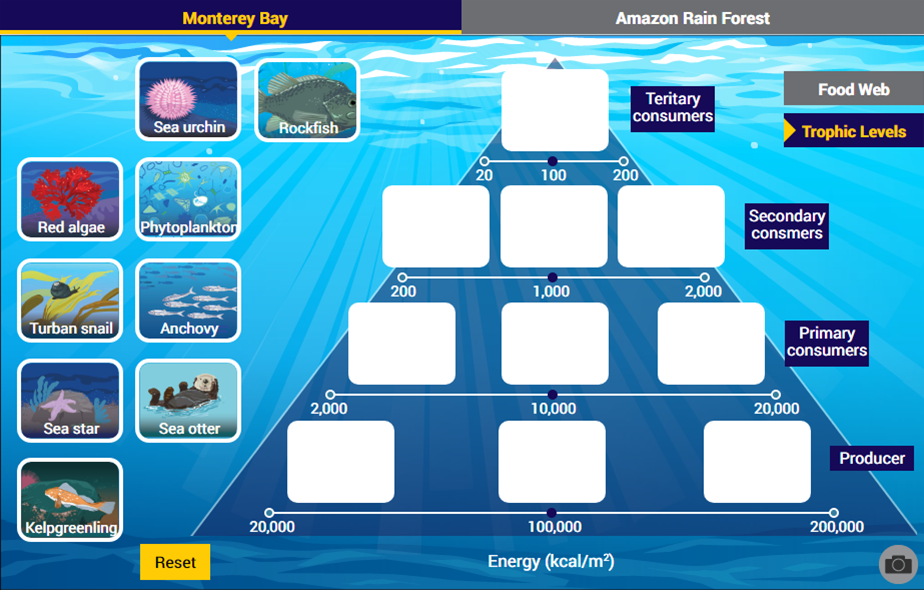 Monterey Bay
Amazon Rain Forest
Sea urchin
Rockfish
Teritary
consumers
Food Web
Trophic Levels
20
100
200
Red algae
Phytoplankton
Secondary
consmers
200
1,000
2,000
Turban snail
Anchovy
Primary
consumers
2,000
10,000
20,000
Sea star
Sea otter
Producer
Kelpgreenling
20,000
100,000
200,000
Reset
Energy (kcal/m²)